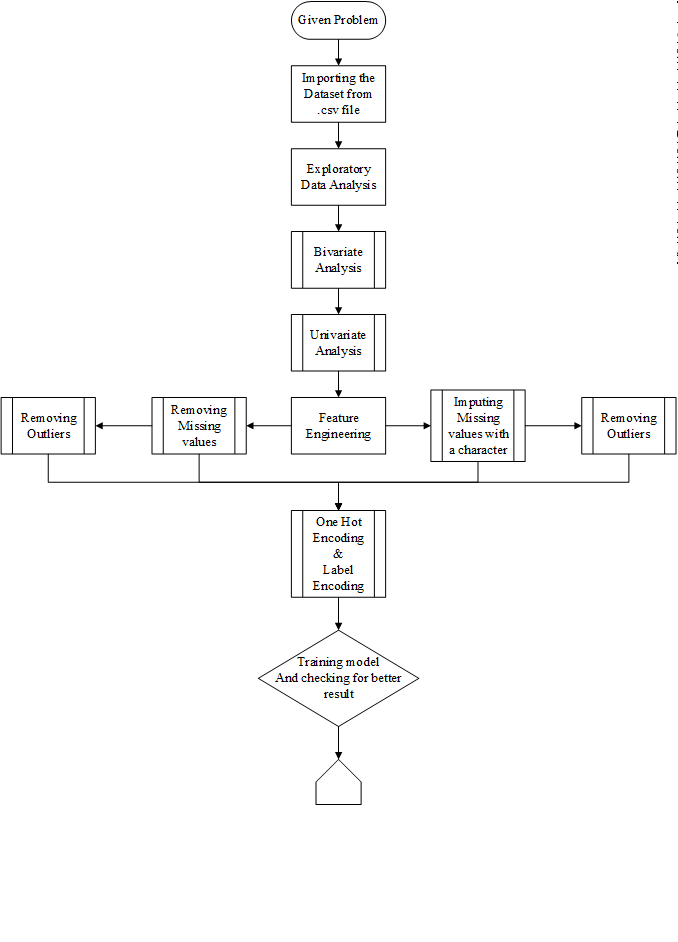 Given Problem
Importing the
Dataset from
.csv file
Exploratory
Data Analysis
Bivariate
Analysis
Univariate
Analysis
Removing
Outliers
Removing
Missing
values
Feature
Engineering
Imputing
Missing
values with
a character
Removing
Outliers
One Hot
Encoding
&
Label
Encoding
Training model
And checking for better
result